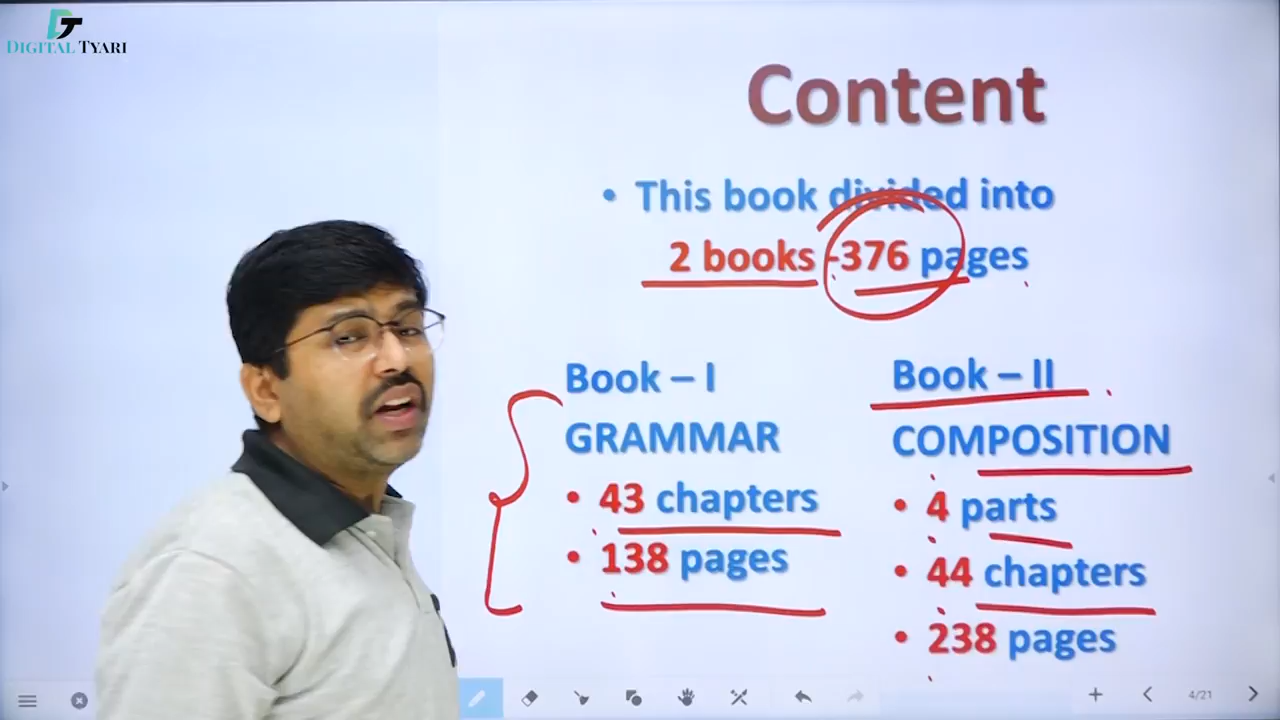 DT
DIGITAL TYARI
Content
• This book divided into
2 books -376 pages
Book – I
GRAMMAR
• 43 chapters
• 138 pages
Book – II
COMPOSITION
• 4 parts
• 44 chapters
• 238 pages
4/21